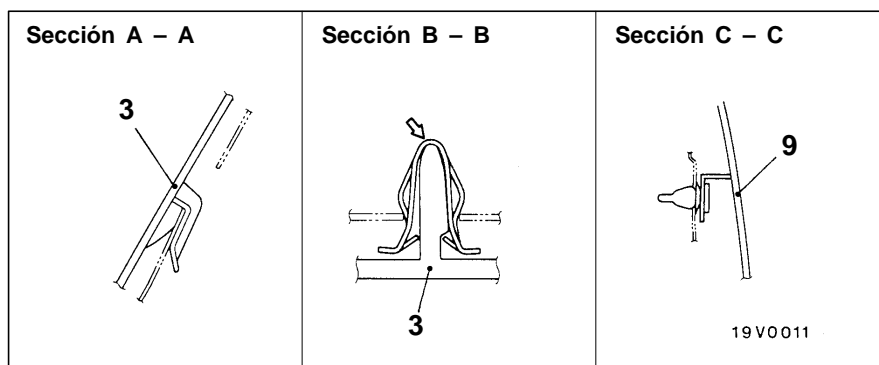 Sección A – A
Sección B – B
Sección C – C
3
3
9
19V0011